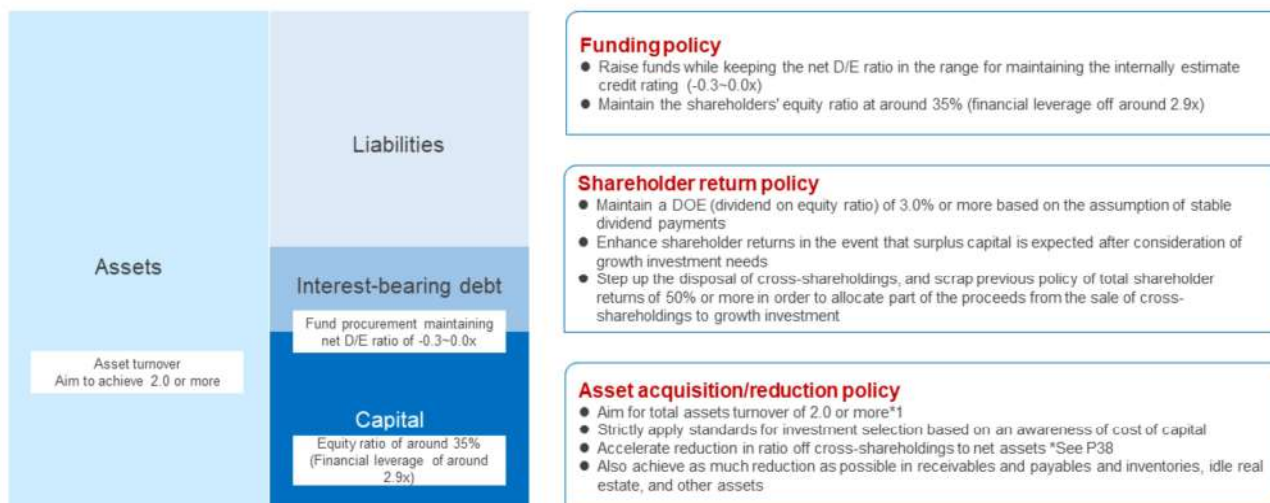 Assets
Asset turnover
Aim to achieve 2.0 or more
Liabilities
Interest-bearing debt
Fund procurement maintaining
net D/E ratio of -0.3~0.0x
Capital
Equity ratio of around 35%
(Financial leverage of around
2.9x)
Funding policy
● Raise funds while keeping the net D/E ratio in the range for maintaining the internally estimate
credit rating (-0.3~0.0x)
● Maintain the shareholders' equity ratio at around 35% (financial leverage off around 2.9x)
Shareholder return policy
● Maintain a DOE (dividend on equity ratio) of 3.0% or more based on the assumption of stable
dividend payments
● Enhance shareholder returns in the event that surplus capital is expected after consideration of
growth investment needs
● Step up the disposal of cross-shareholdings, and scrap previous policy of total shareholder
returns of 50% or more in order to allocate part of the proceeds from the sale of cross-
shareholdings to growth investment
Asset acquisition/reduction policy
● Aim for total assets turnover of 2.0 or more*1
● Strictly apply standards for investment selection based on an awareness of cost of capital
● Accelerate reduction in ratio off cross-shareholdings to net assets *See P38
● Also achieve as much reduction as possible in receivables and payables and inventories, idle real
estate, and other assets